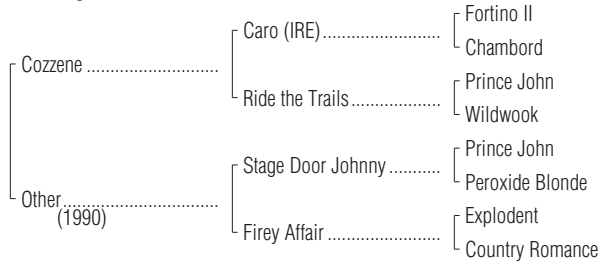 Fortino II
Caro (IRE)........................
Chambord
Cozzene ..........................
Prince John
Ride the Trails..................
Wildwook
Prince John
Stage Door Johnny...........
Peroxide Blonde
Other...............................
(1990)
Explodent
Firey Affair .......................
Country Romance